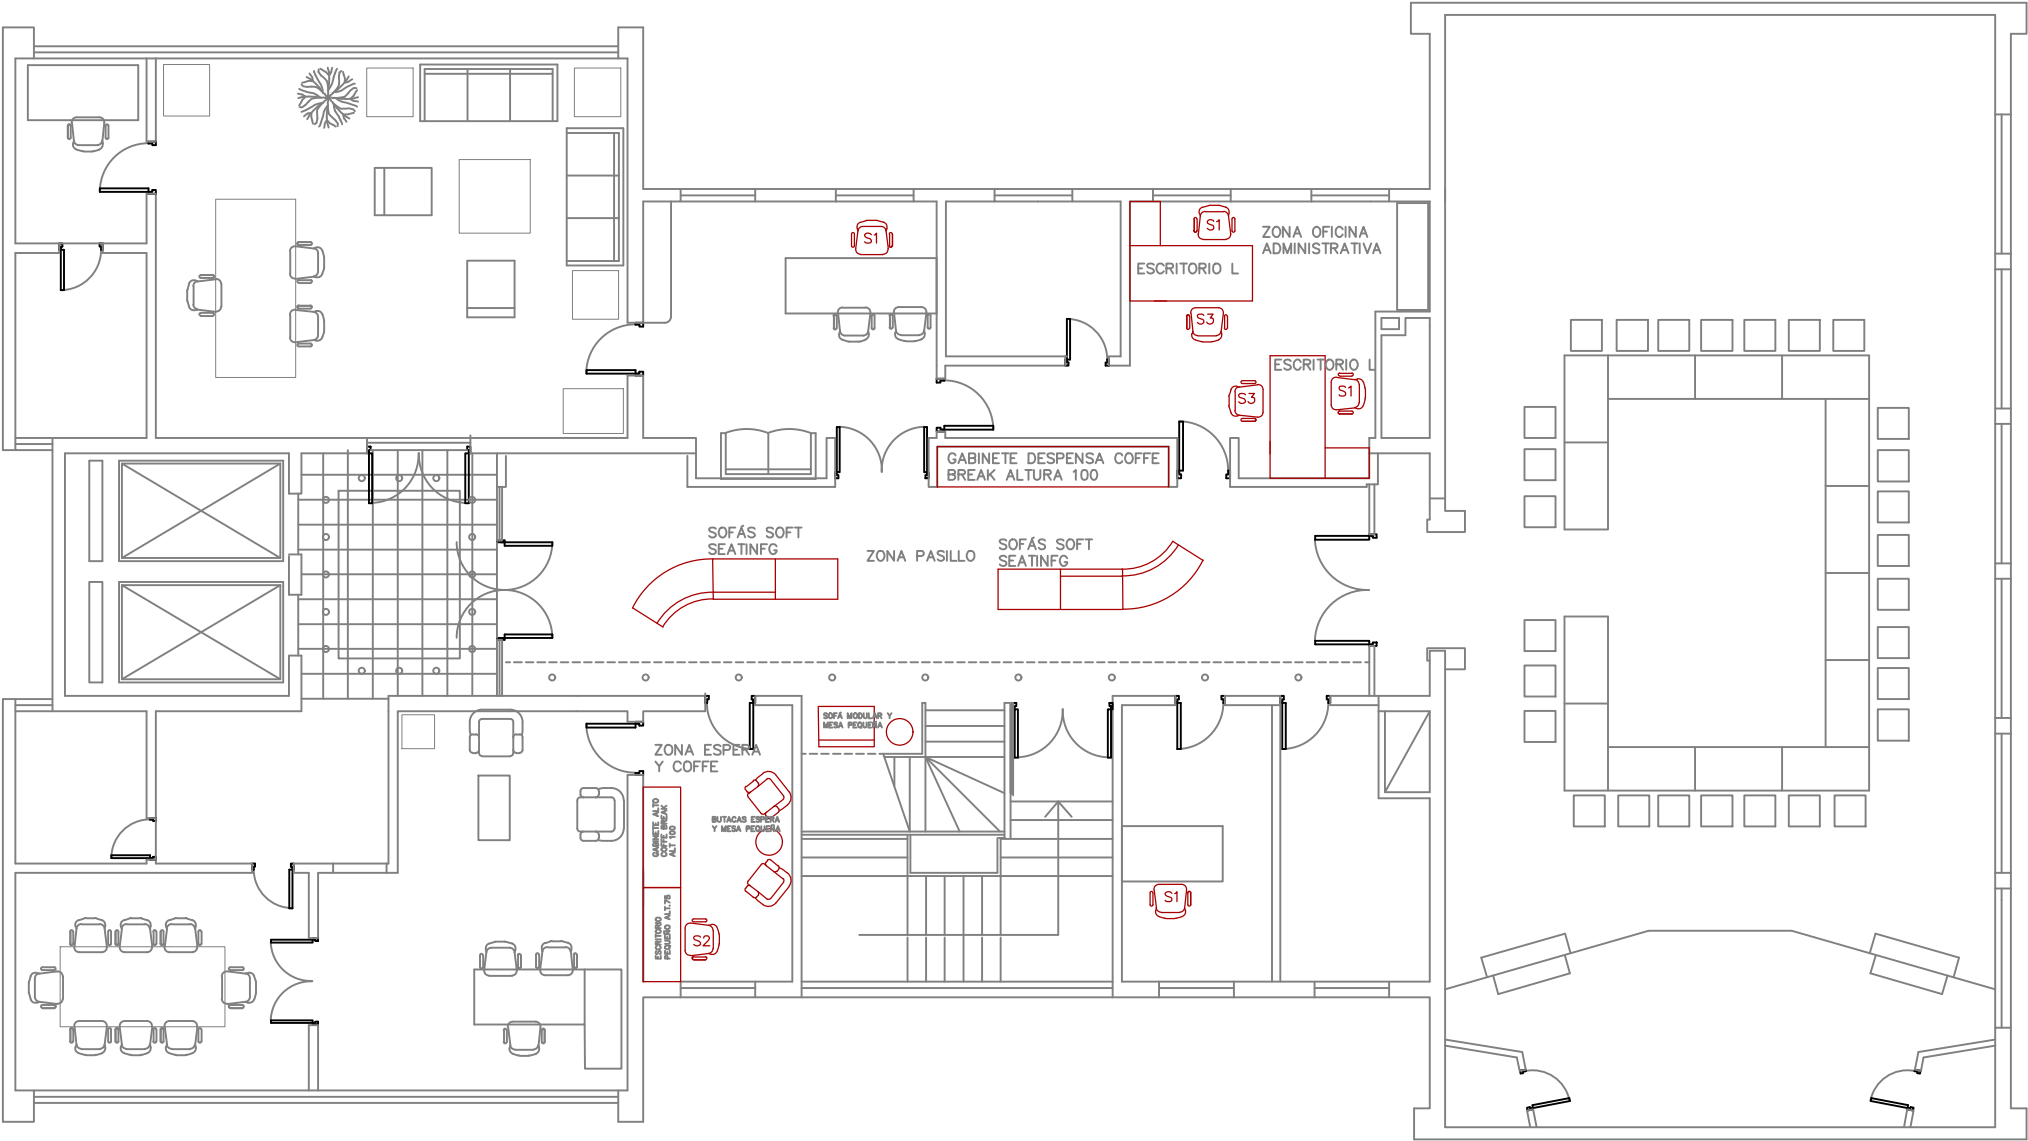 S1
S1
ZONA OFICINA
ADMINISTRATIVA
ESCRITORIO L
S3
ESCRITORIO L
S3
S1
GABINETE DESPENSA COFFE
BREAK ALTURA 100
SOFÁS SOFT
SEATINFG
ZONA PASILLO
SOFÁS SOFT
SEATINFG
SOFÁ MODULAR Y
MESA PEQUEÑA
ZONA ESPERA
Y COFFE
GABINETE ALTO
COFFE BREAK
ALT 100
BUTACAS ESPERA
Y MESA PEQUEÑA
ESCRITORIO
PEQUEÑO ALT.75
S2
S1